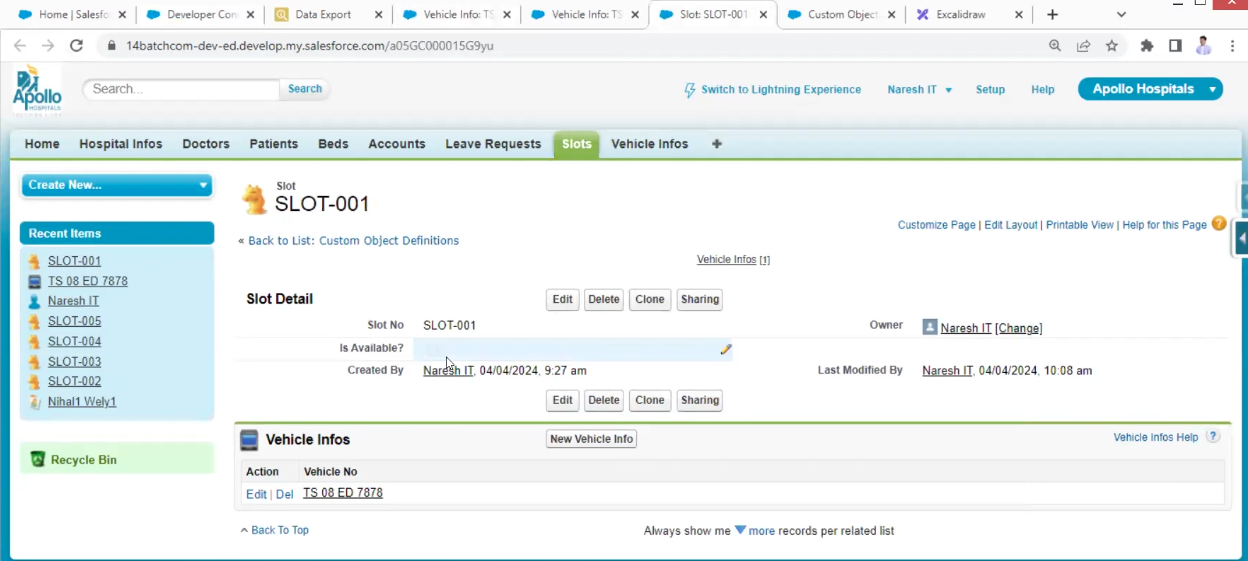 Home | Salesfo
Developer Con
Data Export
Vehicle Info: TS
Vehicle Info: TS
Slot: SLOT-001
Custom Object
Excalidraw
14batchcom-dev-ed.develop.my.salesforce.com/a05GC000015G9yu
Apollo
HOSPITALS
Search...
Search
Switch to Lightning Experience
Naresh IT
Setup
Help
Apollo Hospitals
Home
Hospital Infos
Doctors
Patients
Beds
Accounts
Leave Requests
Slots
Vehicle Infos
Create New...
Recent Items
SLOT-001
TS 08 ED 7878
Naresh IT
SLOT-005
SLOT-004
SLOT-003
SLOT-002
Nihal1 Wely1
Recycle Bin
Slot
SLOT-001
Customize Page | Edit Layout | Printable View | Help for this Page ?
« Back to List: Custom Object Definitions
Vehicle Infos [1]
Slot Detail
Edit
Delete
Clone
Sharing
Slot No
SLOT-001
Owner
Naresh IT [Change]
Is Available?
Created By
Naresh IT, 04/04/2024, 9:27 am
Last Modified By
Naresh IT, 04/04/2024, 10:08 am
Edit
Delete
Clone
Sharing
Vehicle Infos
New Vehicle Info
Vehicle Infos Help ?
Action
Vehicle No
Edit | Del
TS 08 ED 7878
Back To Top
Always show me more records per related list